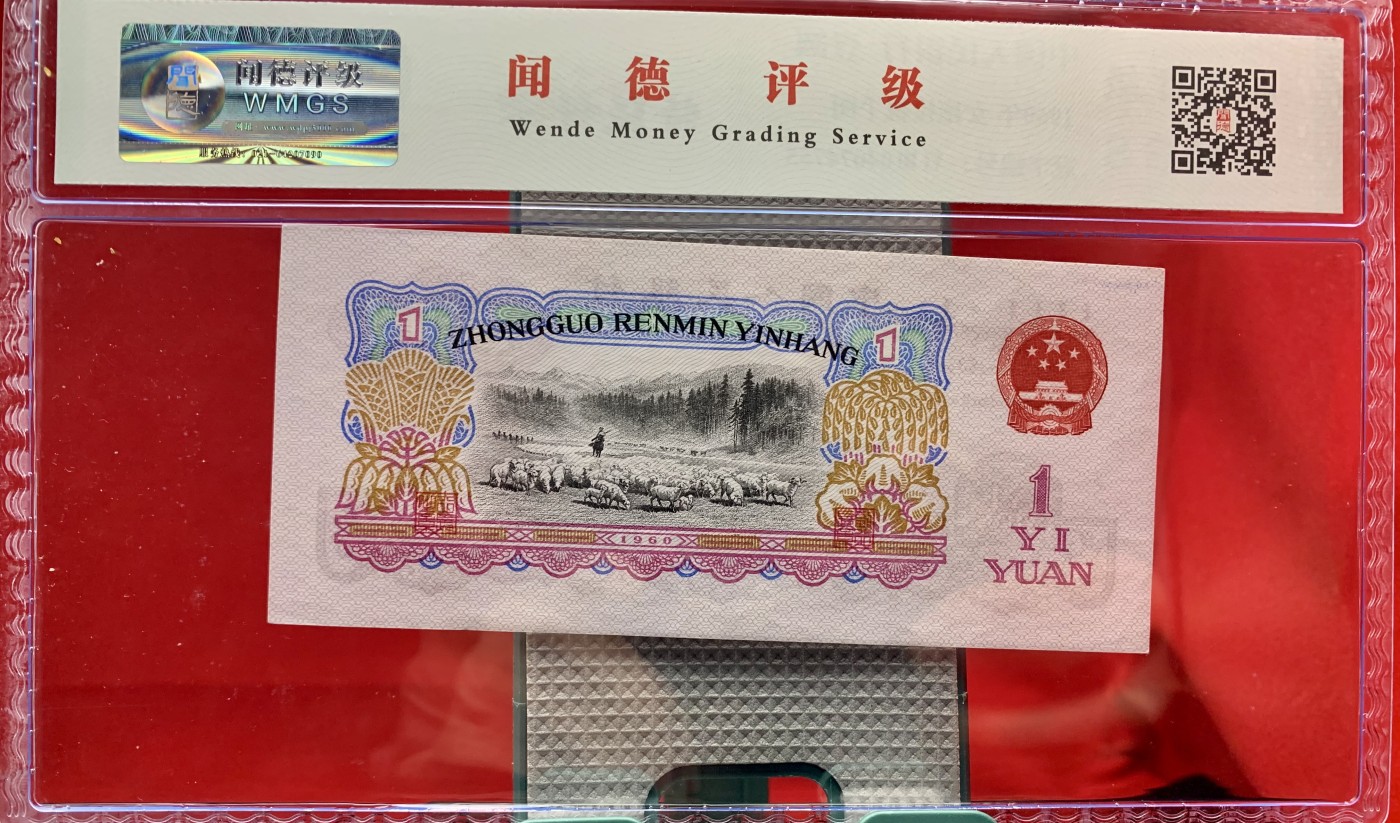 闻德评级
WMGS
闻 德 评 级
Wende Money Grading Service
1
ZHONGGUO RENMIN YINHANG
1
1960
1
YI
YUAN